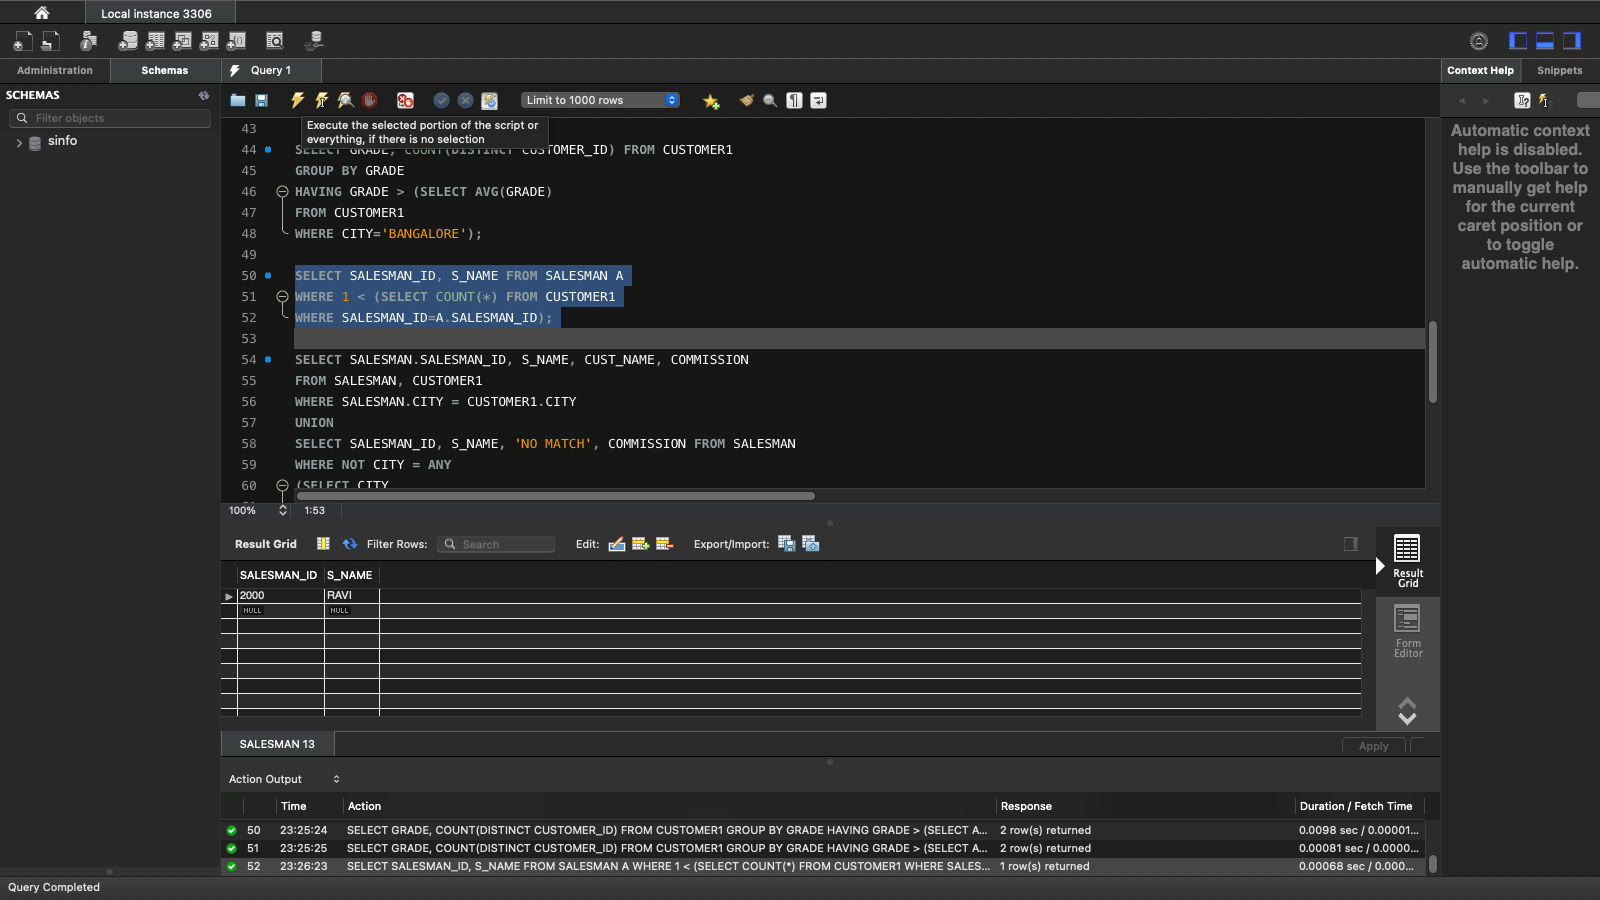 Local instance 3306
Administration
Schemas
Query 1
Context Help
Snippets
SCHEMAS
Filter objects
sinfo
Limit to 1000 rows
Execute the selected portion of the script or
everything, if there is no selection
Automatic context
help is disabled.
Use the toolbar to
manually get help
for the current
caret position or
to toggle
automatic help.
43
44 SELECT GRADE, COUNT(DISTINCT CUSTOMER_ID) FROM CUSTOMER1
45 GROUP BY GRADE
46 HAVING GRADE > (SELECT AVG(GRADE)
47 FROM CUSTOMER1
48 WHERE CITY='BANGALORE');
49
50 SELECT SALESMAN_ID, S_NAME FROM SALESMAN A
51 WHERE 1 < (SELECT COUNT(*) FROM CUSTOMER1
52 WHERE SALESMAN_ID=A.SALESMAN_ID);
53
54 SELECT SALESMAN.SALESMAN_ID, S_NAME, CUST_NAME, COMMISSION
55 FROM SALESMAN, CUSTOMER1
56 WHERE SALESMAN.CITY = CUSTOMER1.CITY
57 UNION
58 SELECT SALESMAN_ID, S_NAME, 'NO MATCH', COMMISSION FROM SALESMAN
59 WHERE NOT CITY = ANY
60 (SELECT CITY
100% 1:53
Result Grid Filter Rows: Search Edit: Export/Import:
SALESMAN_ID S_NAME
2000 RAVI
NULL NULL
Result
Grid
Form
Editor
SALESMAN 13
Apply
Action Output
Time Action Response Duration / Fetch Time
50 23:25:24 SELECT GRADE, COUNT(DISTINCT CUSTOMER_ID) FROM CUSTOMER1 GROUP BY GRADE HAVING GRADE > (SELECT A... 2 row(s) returned 0.0098 sec / 0.00001...
51 23:25:25 SELECT GRADE, COUNT(DISTINCT CUSTOMER_ID) FROM CUSTOMER1 GROUP BY GRADE HAVING GRADE > (SELECT A... 2 row(s) returned 0.00081 sec / 0.0000...
52 23:26:23 SELECT SALESMAN_ID, S_NAME FROM SALESMAN A WHERE 1 < (SELECT COUNT(*) FROM CUSTOMER1 WHERE SALES... 1 row(s) returned 0.00068 sec / 0.000...
Query Completed